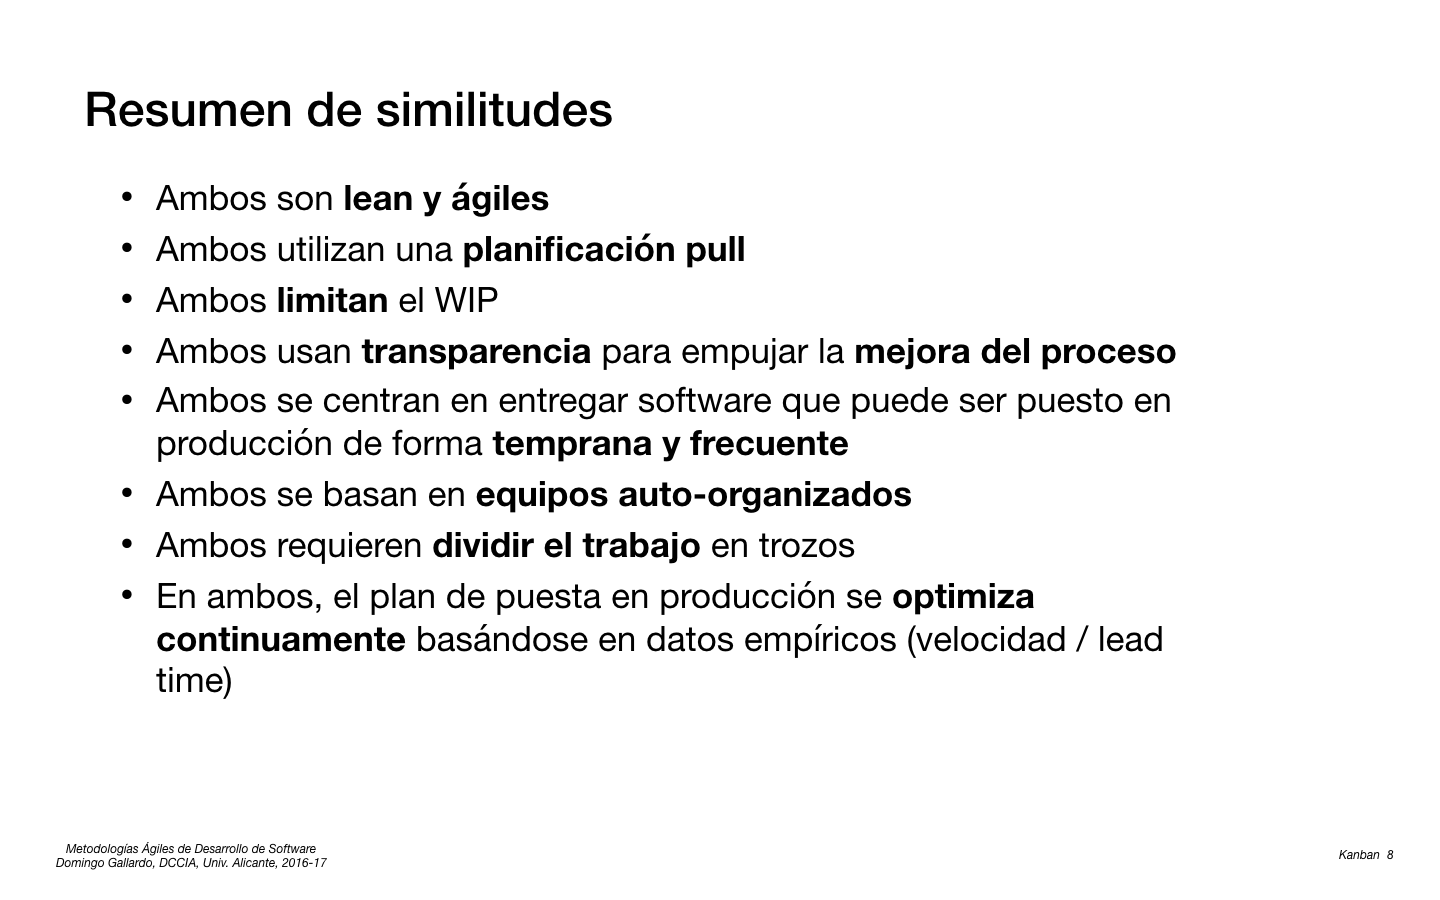 Resumen de similitudes
• Ambos son lean y ágiles
• Ambos utilizan una planificación pull
• Ambos limitan el WIP
• Ambos usan transparencia para empujar la mejora del proceso
• Ambos se centran en entregar software que puede ser puesto en
producción de forma temprana y frecuente
• Ambos se basan en equipos auto-organizados
• Ambos requieren dividir el trabajo en trozos
• En ambos, el plan de puesta en producción se optimiza
continuamente basándose en datos empíricos (velocidad / lead
time)
Metodologías Ágiles de Desarrollo de Software
Domingo Gallardo, DCCIA, Univ. Alicante, 2016-17
Kanban 8